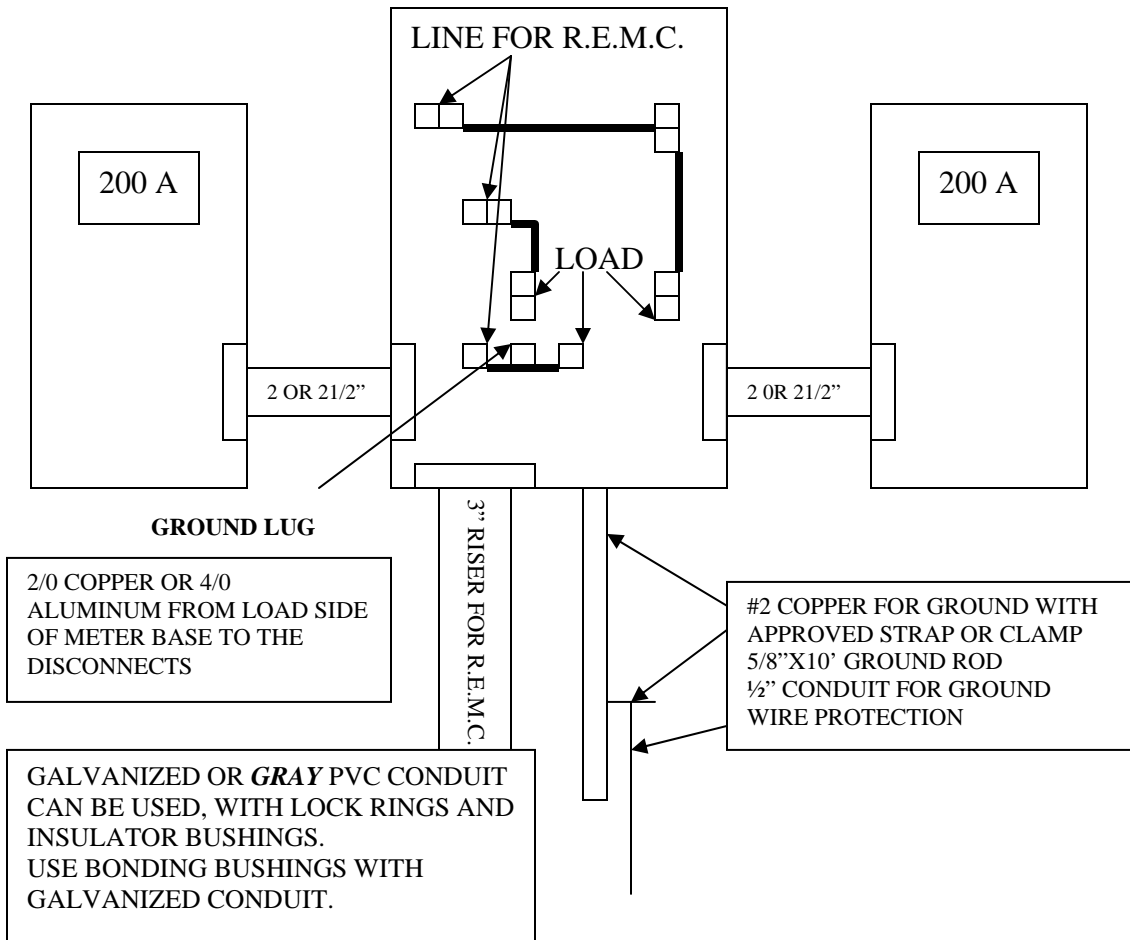 LINE FOR R.E.M.C.
200 A
200 A
LOAD
2 OR 21/2”
2 0R 21/2”
GROUND LUG
3” RISER FOR R.E.M.C.
2/0 COPPER OR 4/0
ALUMINUM FROM LOAD SIDE
OF METER BASE TO THE
DISCONNECTS
#2 COPPER FOR GROUND WITH
APPROVED STRAP OR CLAMP
5/8”X10’ GROUND ROD
½” CONDUIT FOR GROUND
WIRE PROTECTION
GALVANIZED OR GRAY PVC CONDUIT
CAN BE USED, WITH LOCK RINGS AND
INSULATOR BUSHINGS.
USE BONDING BUSHINGS WITH
GALVANIZED CONDUIT.